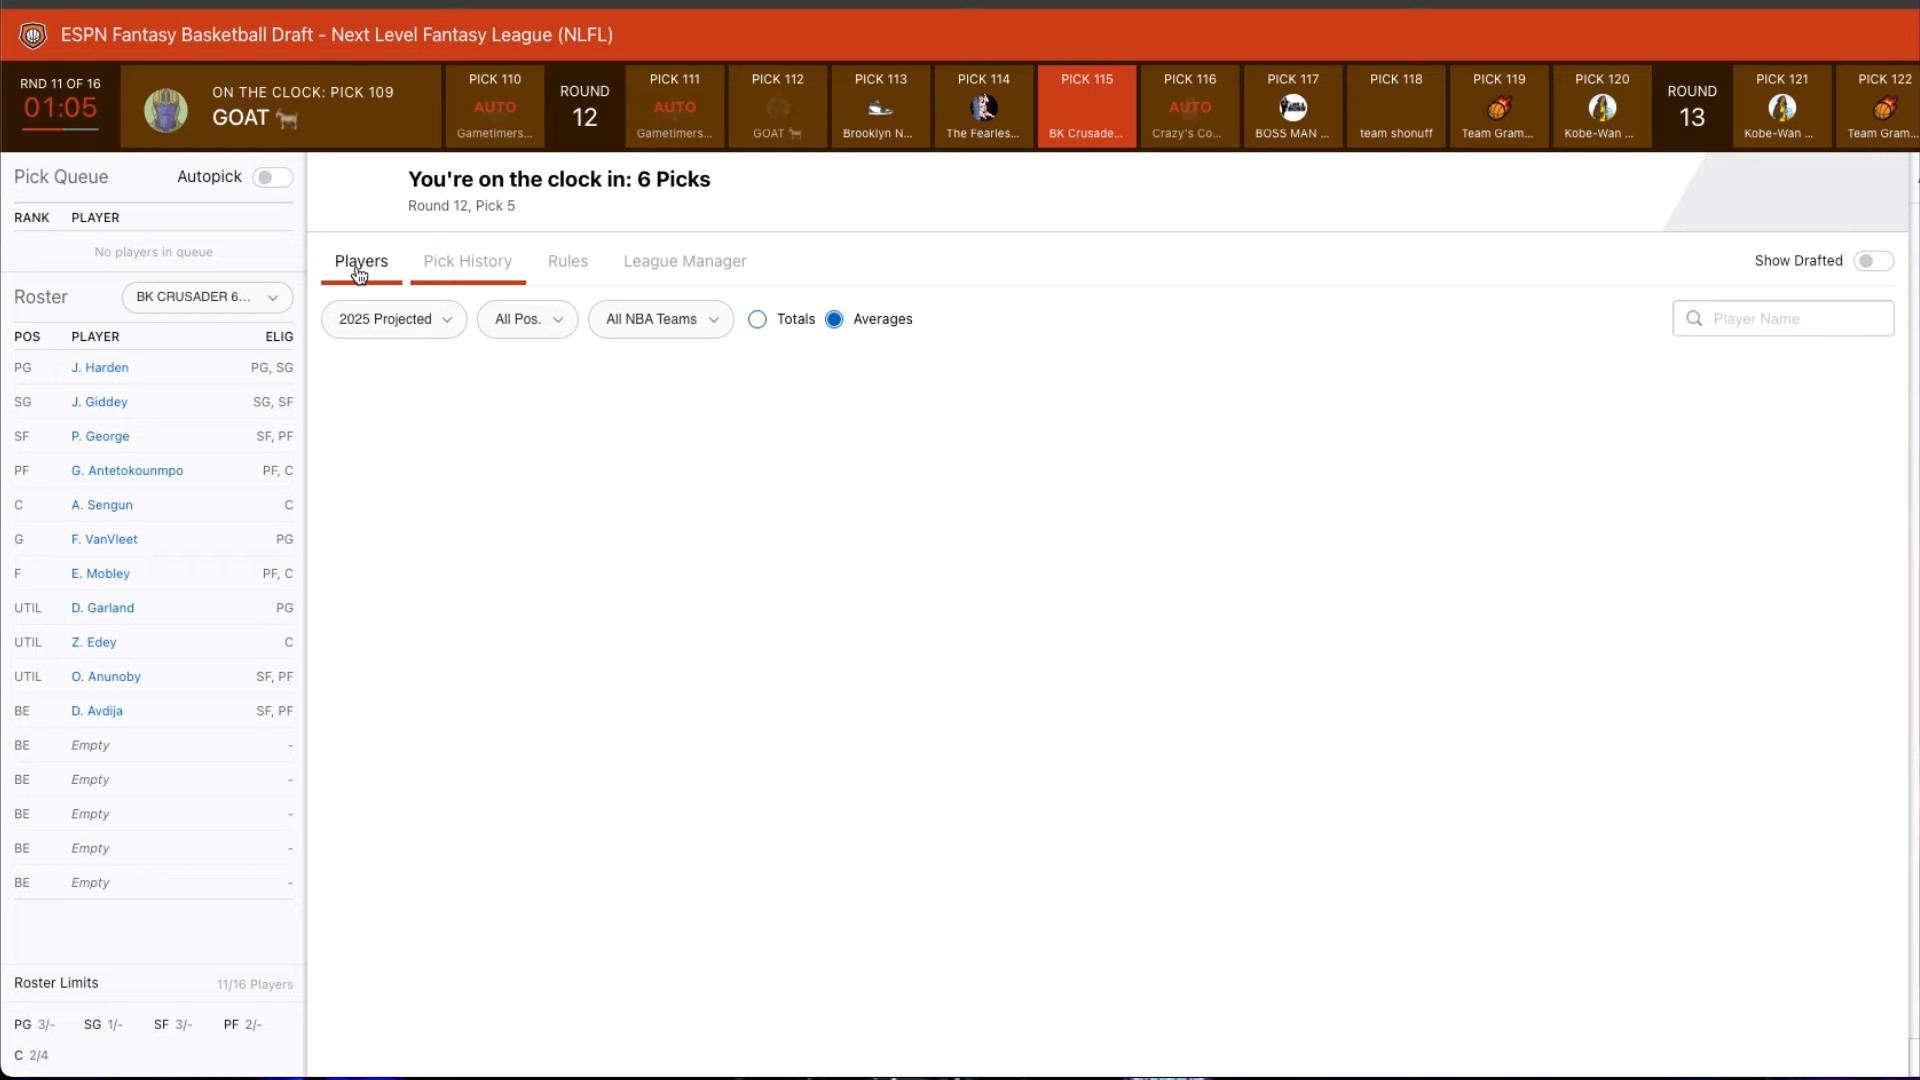 ESPN Fantasy Basketball Draft - Next Level Fantasy League (NLFL)
RND 11 OF 16
01:05
ON THE CLOCK: PICK 109
GOAT 🐐
PICK 110
AUTO
Gametimers...
ROUND
12
PICK 111
AUTO
Gametimers...
PICK 112
GOAT 🐐
PICK 113
Brooklyn N...
PICK 114
The Fearles...
PICK 115
BK Crusade...
PICK 116
AUTO
Crazy's Co...
PICK 117
BOSS MAN ...
PICK 118
team shonuff
PICK 119
Team Gram...
PICK 120
Kobe-Wan ...
ROUND
13
PICK 121
Kobe-Wan ...
PICK 122
Team Gram...
Pick Queue Autopick
RANK PLAYER
No players in queue
Roster BK CRUSADER 6...
POS PLAYER ELIG
PG J. Harden PG, SG
SG J. Giddey SG, SF
SF P. George SF, PF
PF G. Antetokounmpo PF, C
C A. Sengun C
G F. VanVleet PG
F E. Mobley PF, C
UTIL D. Garland PG
UTIL Z. Edey C
UTIL O. Anunoby SF, PF
BE D. Avdija SF, PF
BE Empty -
BE Empty -
BE Empty -
BE Empty -
BE Empty -
Roster Limits 11/16 Players
PG 3/- SG 1/- SF 3/- PF 2/-
C 2/4
You're on the clock in: 6 Picks
Round 12, Pick 5
Players Pick History Rules League Manager Show Drafted
2025 Projected All Pos. All NBA Teams Totals Averages Player Name